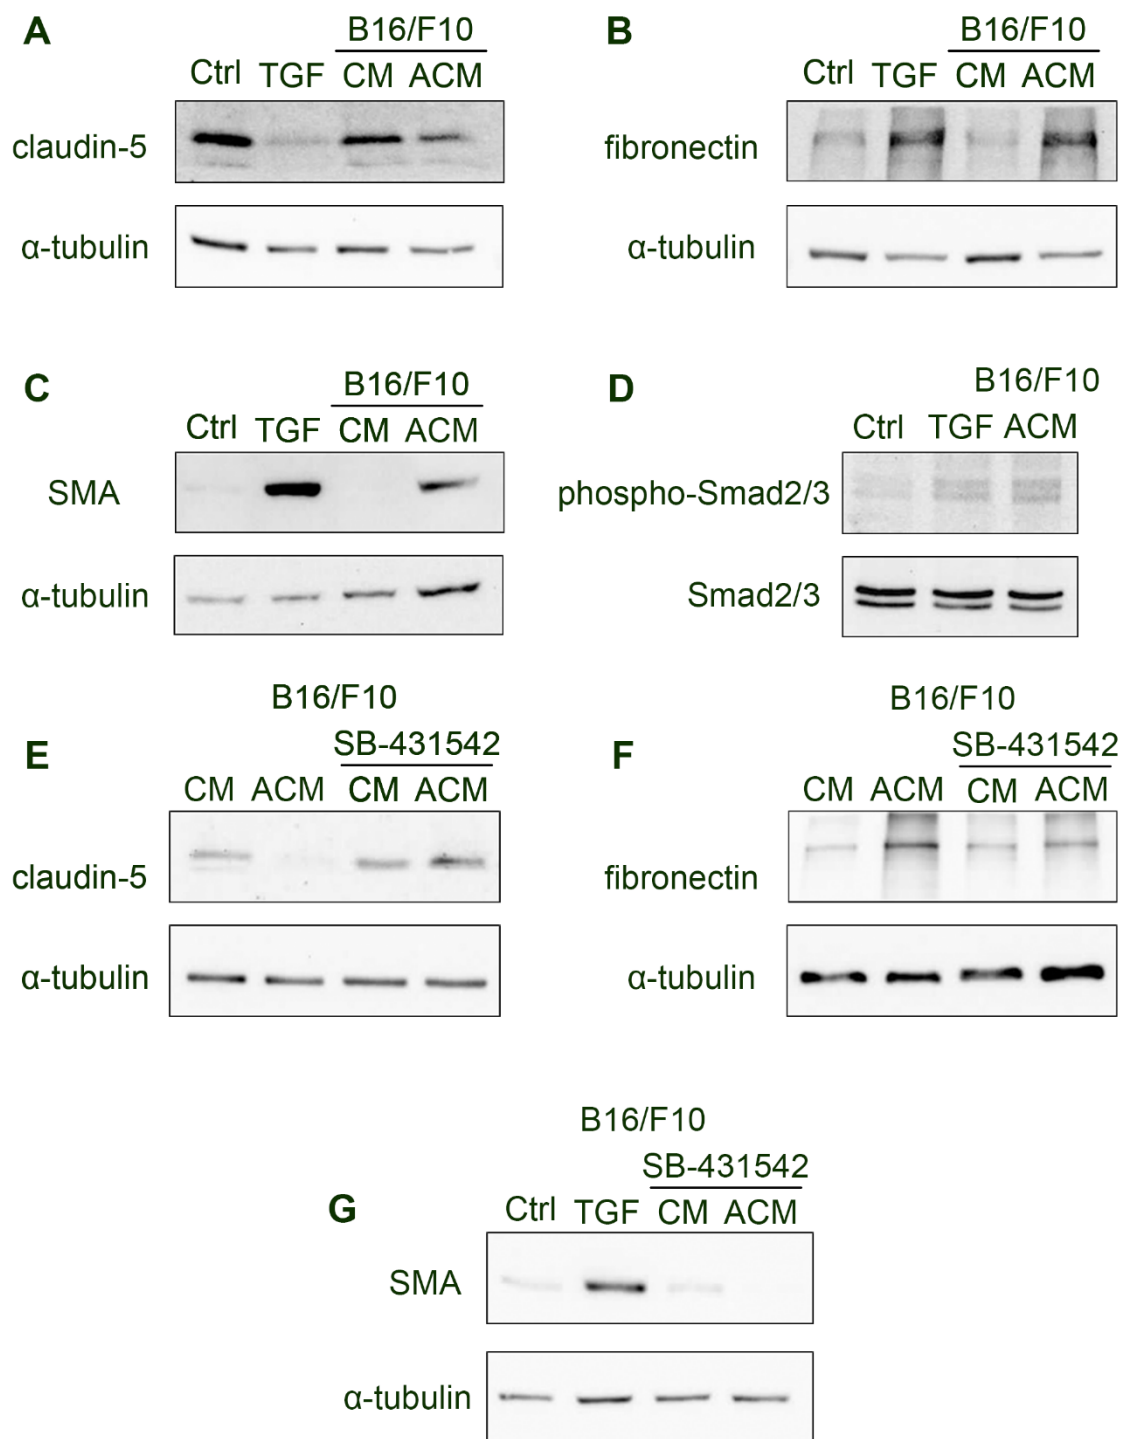 A
B16/F10
Ctrl TGF CM ACM
claudin-5
α-tubulin
B
B16/F10
Ctrl TGF CM ACM
fibronectin
α-tubulin
C
B16/F10
Ctrl TGF CM ACM
SMA
α-tubulin
D
B16/F10
Ctrl TGF ACM
phospho-Smad2/3
Smad2/3
B16/F10
E
SB-431542
CM ACM CM ACM
claudin-5
α-tubulin
B16/F10
F
SB-431542
CM ACM CM ACM
fibronectin
α-tubulin
B16/F10
SB-431542
G
Ctrl TGF CM ACM
SMA
α-tubulin